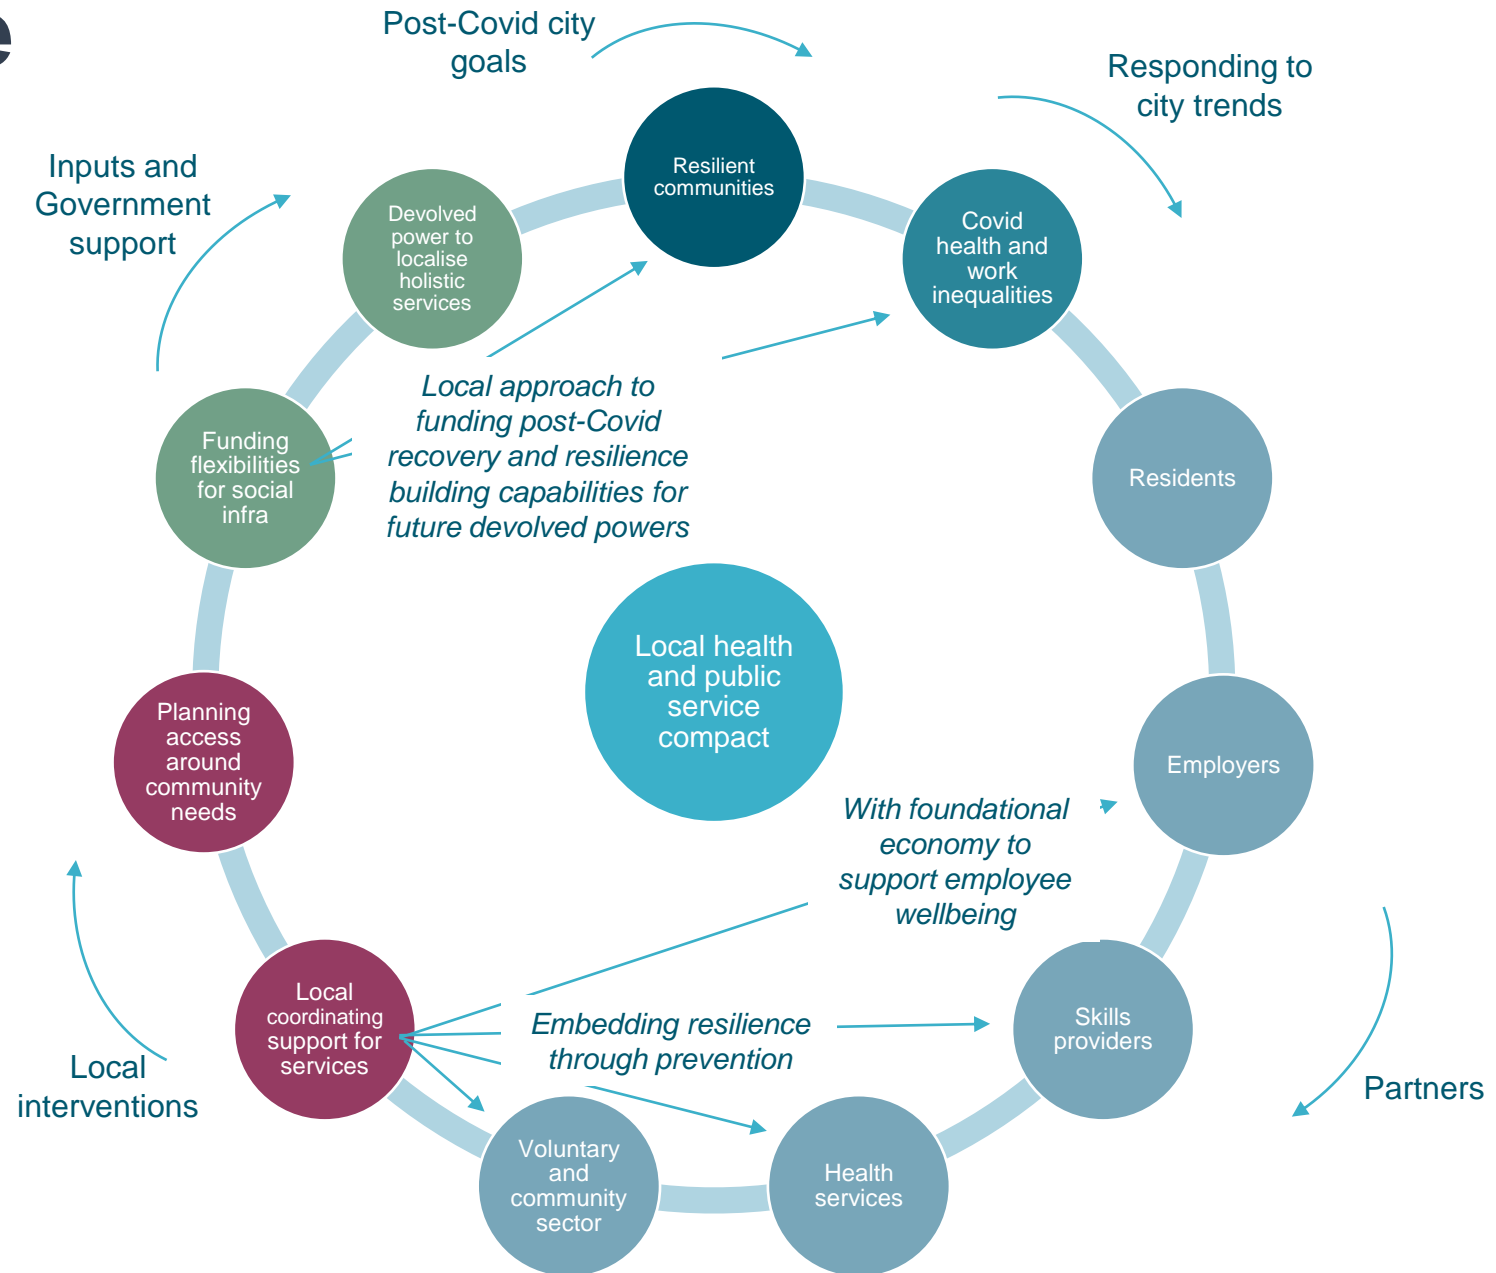 e
Post-Covid city
goals
Responding to
city trends
Inputs and
Government
support
Resilient
communities
Devolved
power to
localise
holistic
services
Covid
health and
work
inequalities
Local approach to
funding post-Covid
recovery and resilience
building capabilities for
future devolved powers
Funding
flexibilities
for social
infra
Residents
Local health
and public
service
compact
Planning
access
around
community
needs
Employers
With foundational
economy to
support employee
wellbeing
Local
coordinating
support for
services
Embedding resilience
through prevention
Skills
providers
Local
interventions
Partners
Voluntary
and
community
sector
Health
services